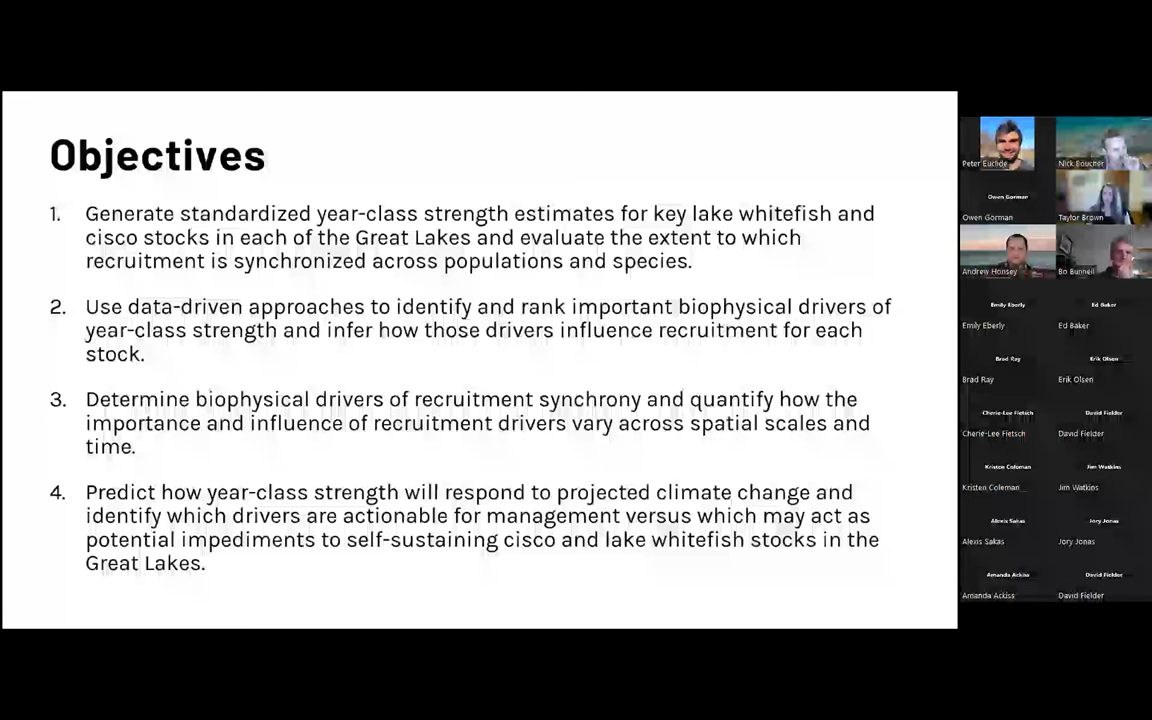 Objectives
1. Generate standardized year-class strength estimates for key lake whitefish and
cisco stocks in each of the Great Lakes and evaluate the extent to which
recruitment is synchronized across populations and species.
2. Use data-driven approaches to identify and rank important biophysical drivers of
year-class strength and infer how those drivers influence recruitment for each
stock.
3. Determine biophysical drivers of recruitment synchrony and quantify how the
importance and influence of recruitment drivers vary across spatial scales and
time.
4. Predict how year-class strength will respond to projected climate change and
identify which drivers are actionable for management versus which may act as
potential impediments to self-sustaining cisco and lake whitefish stocks in the
Great Lakes.
Peter Euclide
Nick Boucher
Owen Gorman
Owen Gorman
Taylor Brown
Andrew Honsey
Bo Bunnell
Emily Eberly
Ed Baker
Emily Eberly
Ed Baker
Brad Ray
Erik Olsen
Brad Ray
Erik Olsen
Cherie-Lee Fietsch
David Fielder
Cherie-Lee Fietsch
David Fielder
Kristen Coleman
Jim Watkins
Kristen Coleman
Jim Watkins
Alexis Sakas
Jory Jonas
Alexis Sakas
Jory Jonas
Amanda Ackiss
David Fielder
Amanda Ackiss
David Fielder